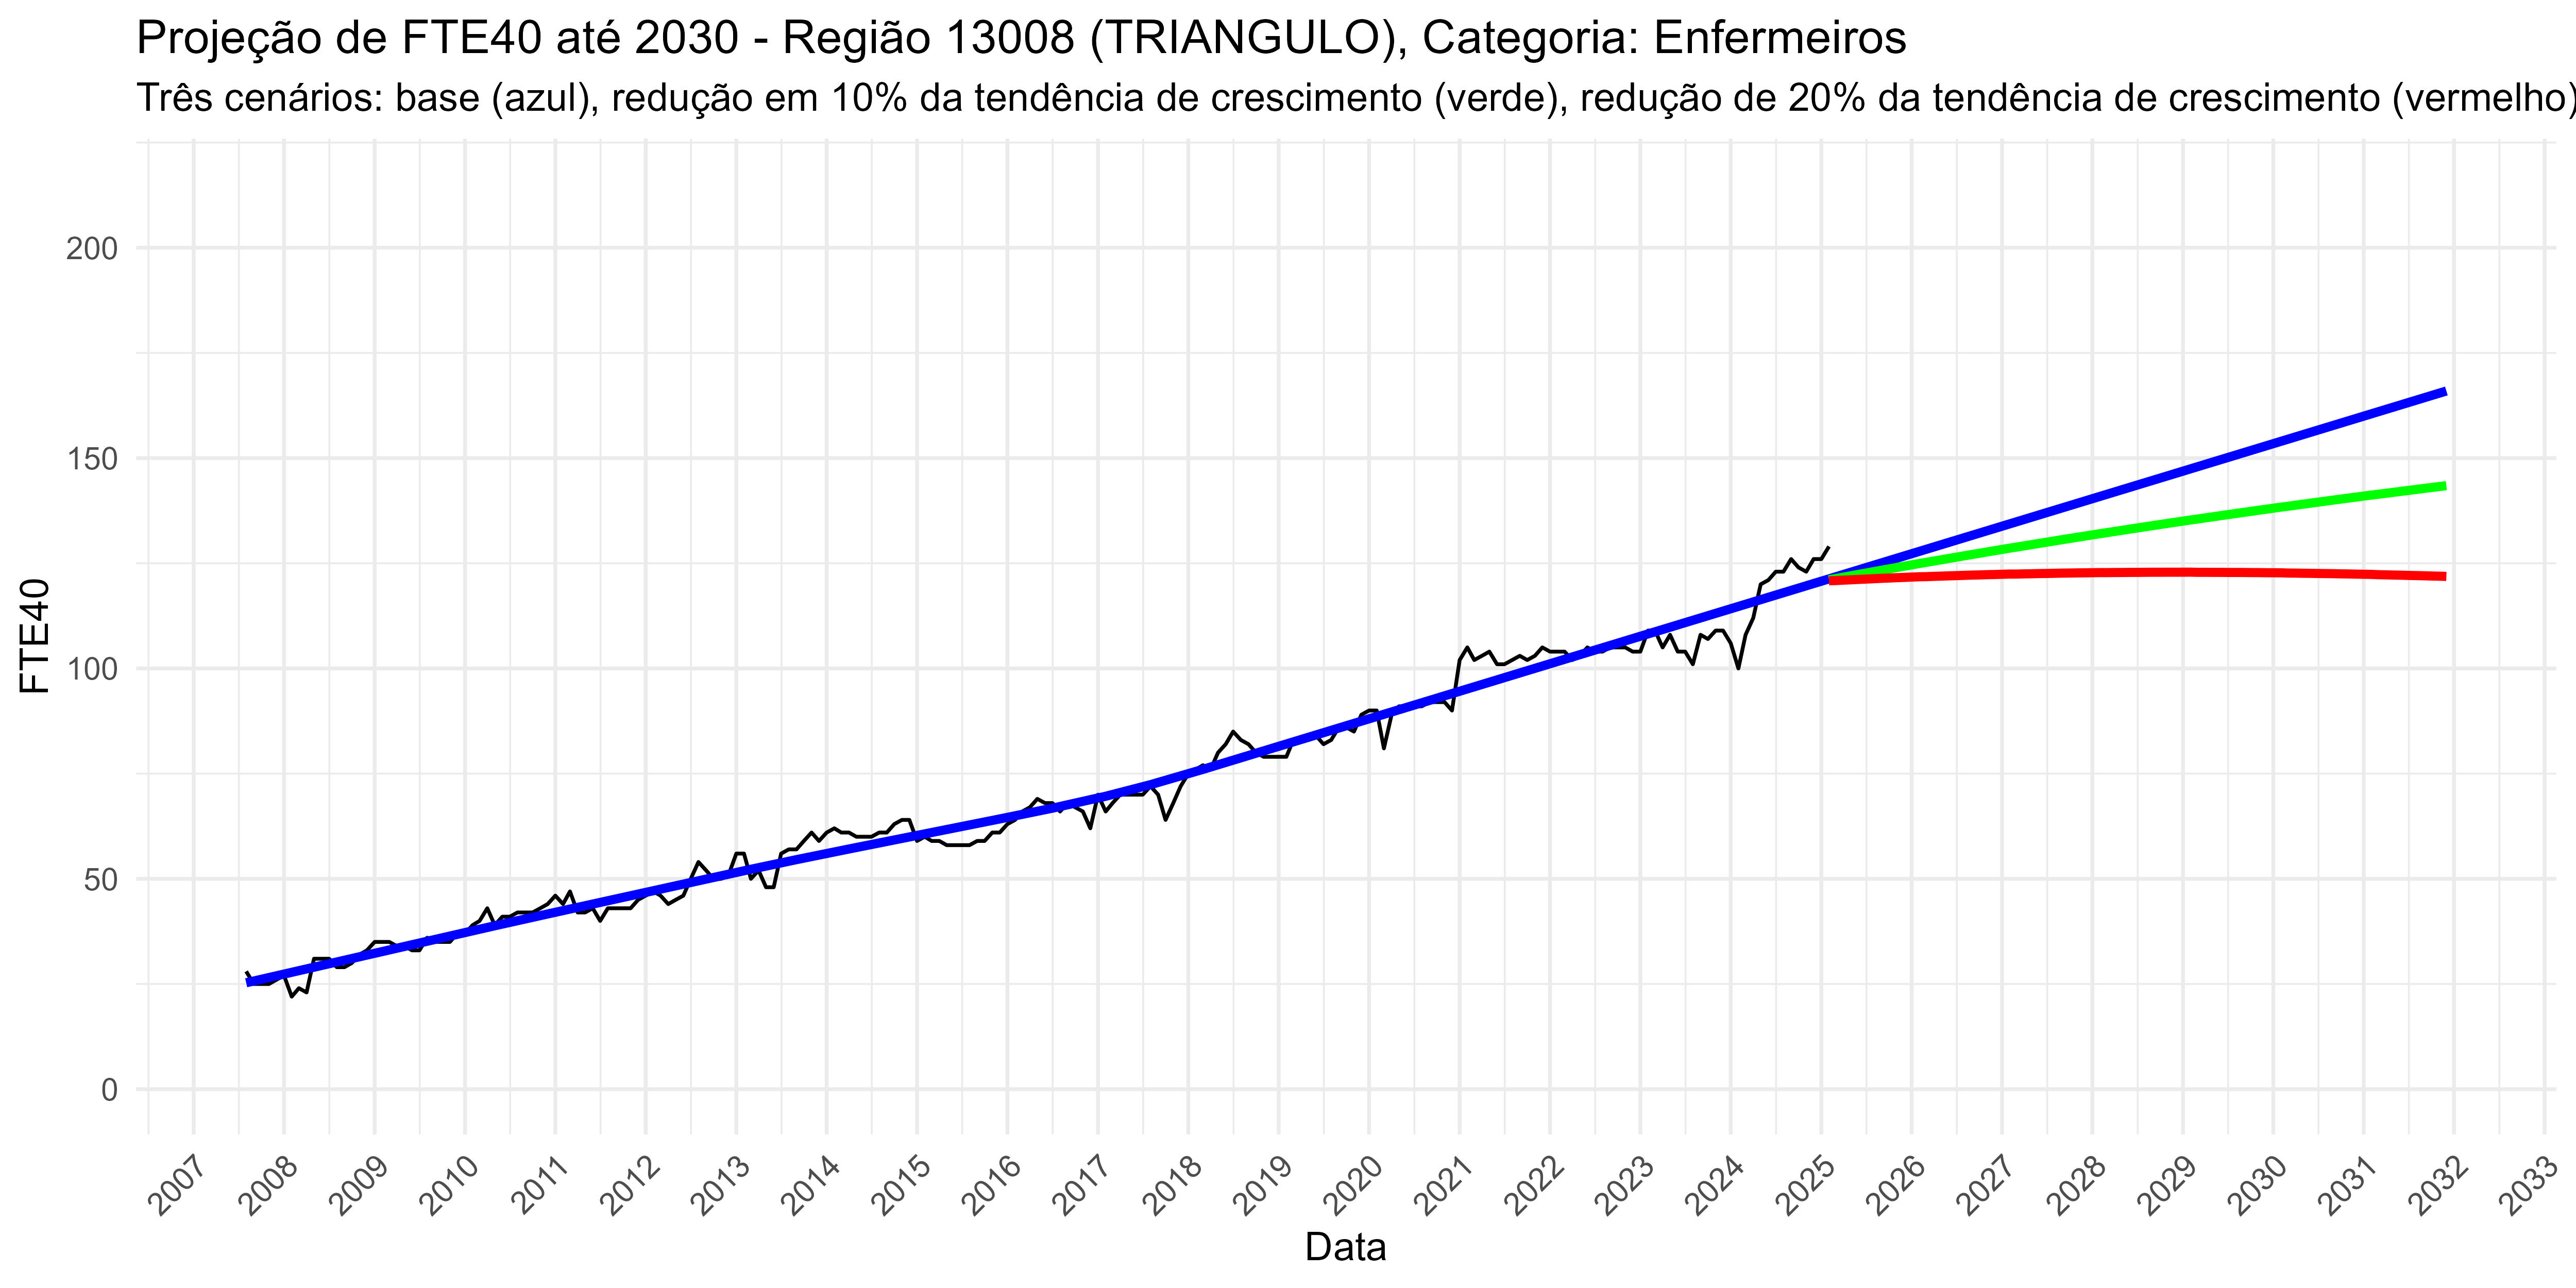 Projeção de FTE40 até 2030 - Região 13008 (TRIANGULO), Categoria: Enfermeiros
Três cenários: base (azul), redução em 10% da tendência de crescimento (verde), redução de 20% da tendência de crescimento (vermelho)
200
150
100
50
0
FTE40
2007 2008 2009 2010 2011 2012 2013 2014 2015 2016 2017 2018 2019 2020 2021 2022 2023 2024 2025 2026 2027 2028 2029 2030 2031 2032 2033
Data